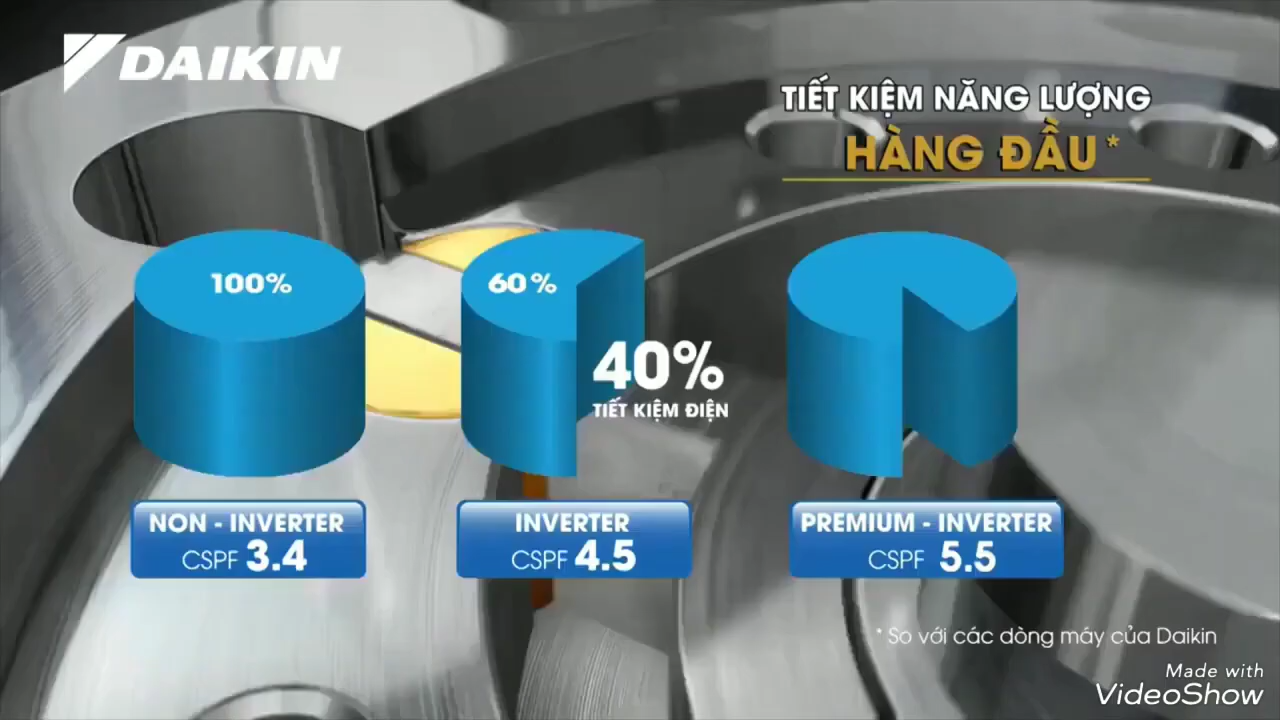 DAIKIN
TIẾT KIỆM NĂNG LƯỢNG
HÀNG ĐẦU *
100%
60%
40%
TIẾT KIỆM ĐIỆN
NON - INVERTER
CSPF 3.4
INVERTER
CSPF 4.5
PREMIUM - INVERTER
CSPF 5.5
* So với các dòng máy của Daikin
Made with
VideoShow